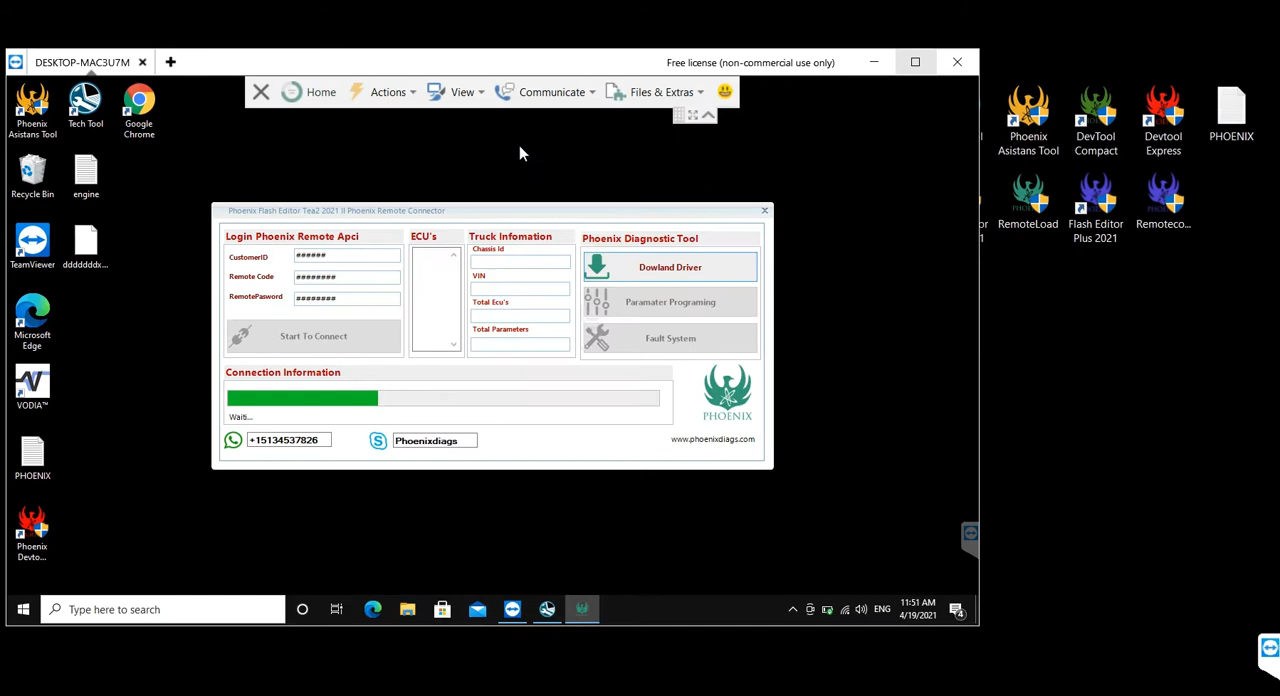 DESKTOP-MAC3U7M
Free license (non-commercial use only)
Home
Actions
View
Communicate
Files & Extras
Phoenix
Asistans Tool
Tech Tool
Google
Chrome
Recycle Bin
engine
TeamViewer
dddddddx...
Microsoft
Edge
VODIA™
PHOENIX
Phoenix
Devto...
Phoenix Flash Editor Tea2 2021 II Phoenix Remote Connector
Login Phoenix Remote Apci
CustomerID
######
Remote Code
########
RemotePasword
########
Start To Connect
ECU's
Truck Infomation
Chassis Id
VIN
Total Ecu's
Total Parameters
Phoenix Diagnostic Tool
Dowland Driver
Paramater Programing
Fault System
Connection Information
Waiti...
+15134537826
Phoenixdiags
PHOENIX
www.phoenixdiags.com
Type here to search
ENG
11:51 AM
4/19/2021
4
Phoenix
Asistans Tool
DevTool
Compact
Devtool
Express
PHOENIX
RemoteLoad
Flash Editor
Plus 2021
Remoteco...